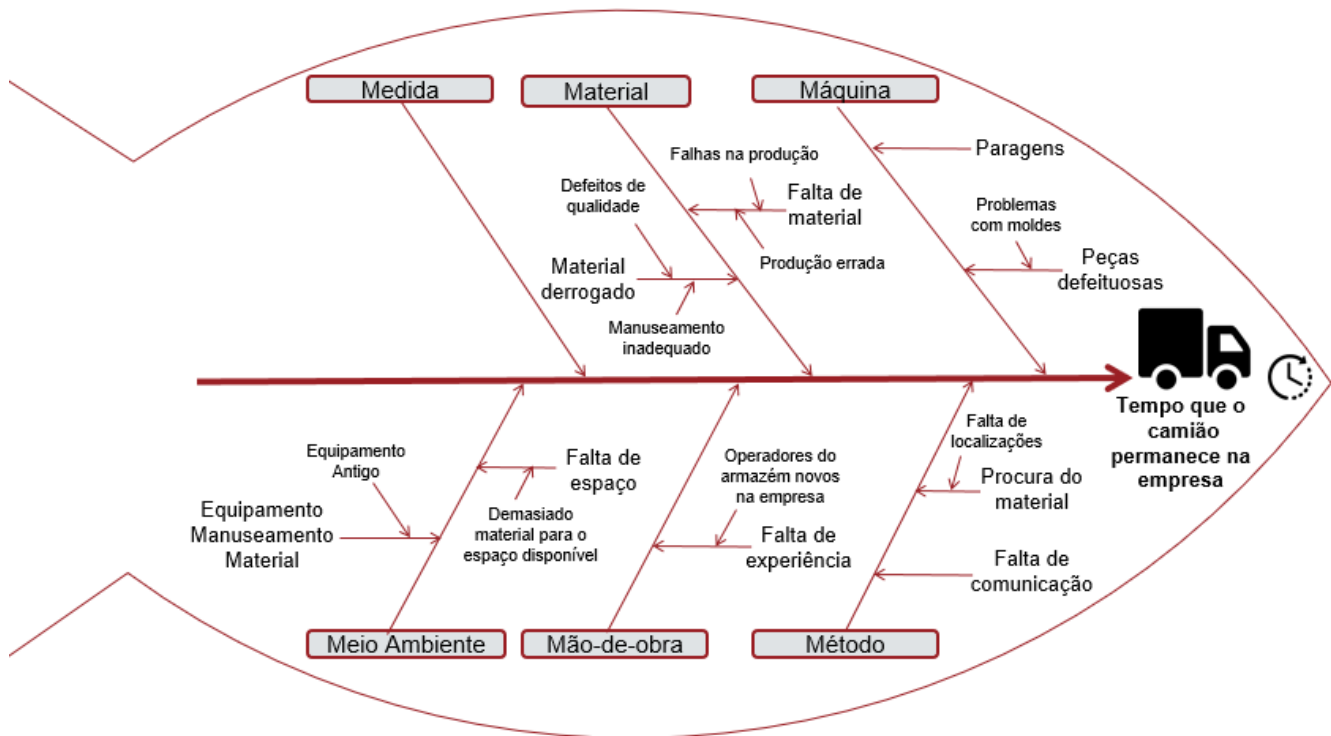 Medida
Material
Máquina
Falhas na produção
Paragens
Defeitos de
qualidade
Falta de
material
Problemas
com moldes
Material
derrogado
Produção errada
Peças
defeituosas
Manuseamento
inadequado
Tempo que o
camião
permanece na
empresa
Equipamento
Antigo
Falta de
espaço
Operadores do
armazém novos
na empresa
Falta de
localizações
Procura do
material
Equipamento
Manuseamento
Material
Demasiado
material para o
espaço disponível
Falta de
experiência
Falta de
comunicação
Meio Ambiente
Mão-de-obra
Método